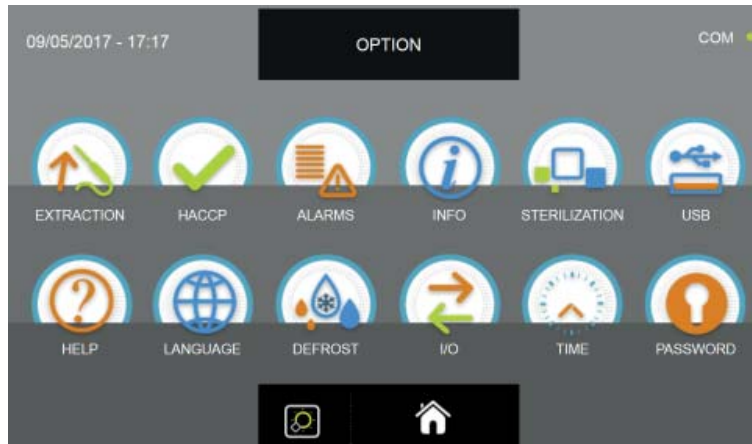 09/05/2017 - 17:17
OPTION
COM
EXTRACTION
HACCP
ALARMS
INFO
STERILIZATION
USB
HELP
LANGUAGE
DEFROST
I/O
TIME
PASSWORD